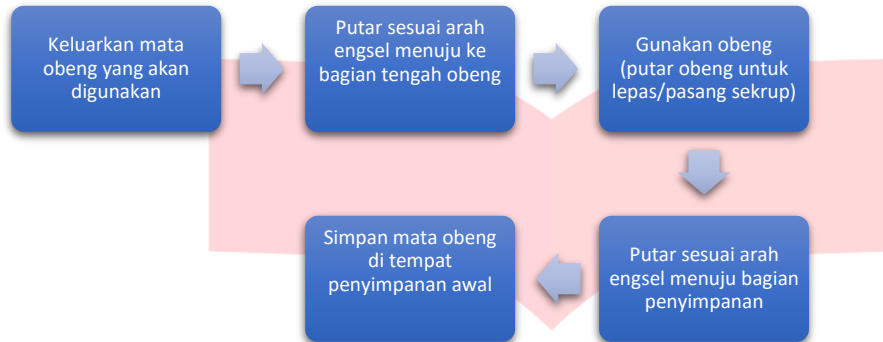 Keluarkan mata
obeng yang akan
digunakan
Putar sesuai arah
engsel menuju ke
bagian tengah obeng
Gunakan obeng
(putar obeng untuk
lepas/pasang sekrup)
Putar sesuai arah
engsel menuju bagian
penyimpanan
Simpan mata obeng
di tempat
penyimpanan awal